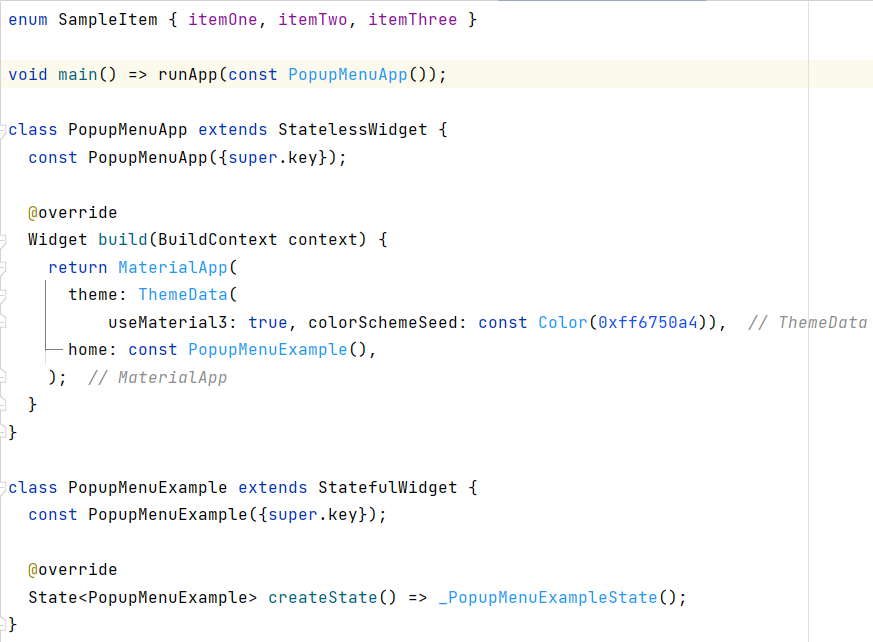 enum SampleItem { itemOne, itemTwo, itemThree }
void main() => runApp(const PopupMenuApp());
class PopupMenuApp extends StatelessWidget {
  const PopupMenuApp({super.key});
  @override
  Widget build(BuildContext context) {
    return MaterialApp(
      theme: ThemeData(
          useMaterial3: true, colorSchemeSeed: const Color(0xff6750a4)),  // ThemeData
      home: const PopupMenuExample(),
    );  // MaterialApp
  }
}
class PopupMenuExample extends StatefulWidget {
  const PopupMenuExample({super.key});
  @override
  State<PopupMenuExample> createState() => _PopupMenuExampleState();
}